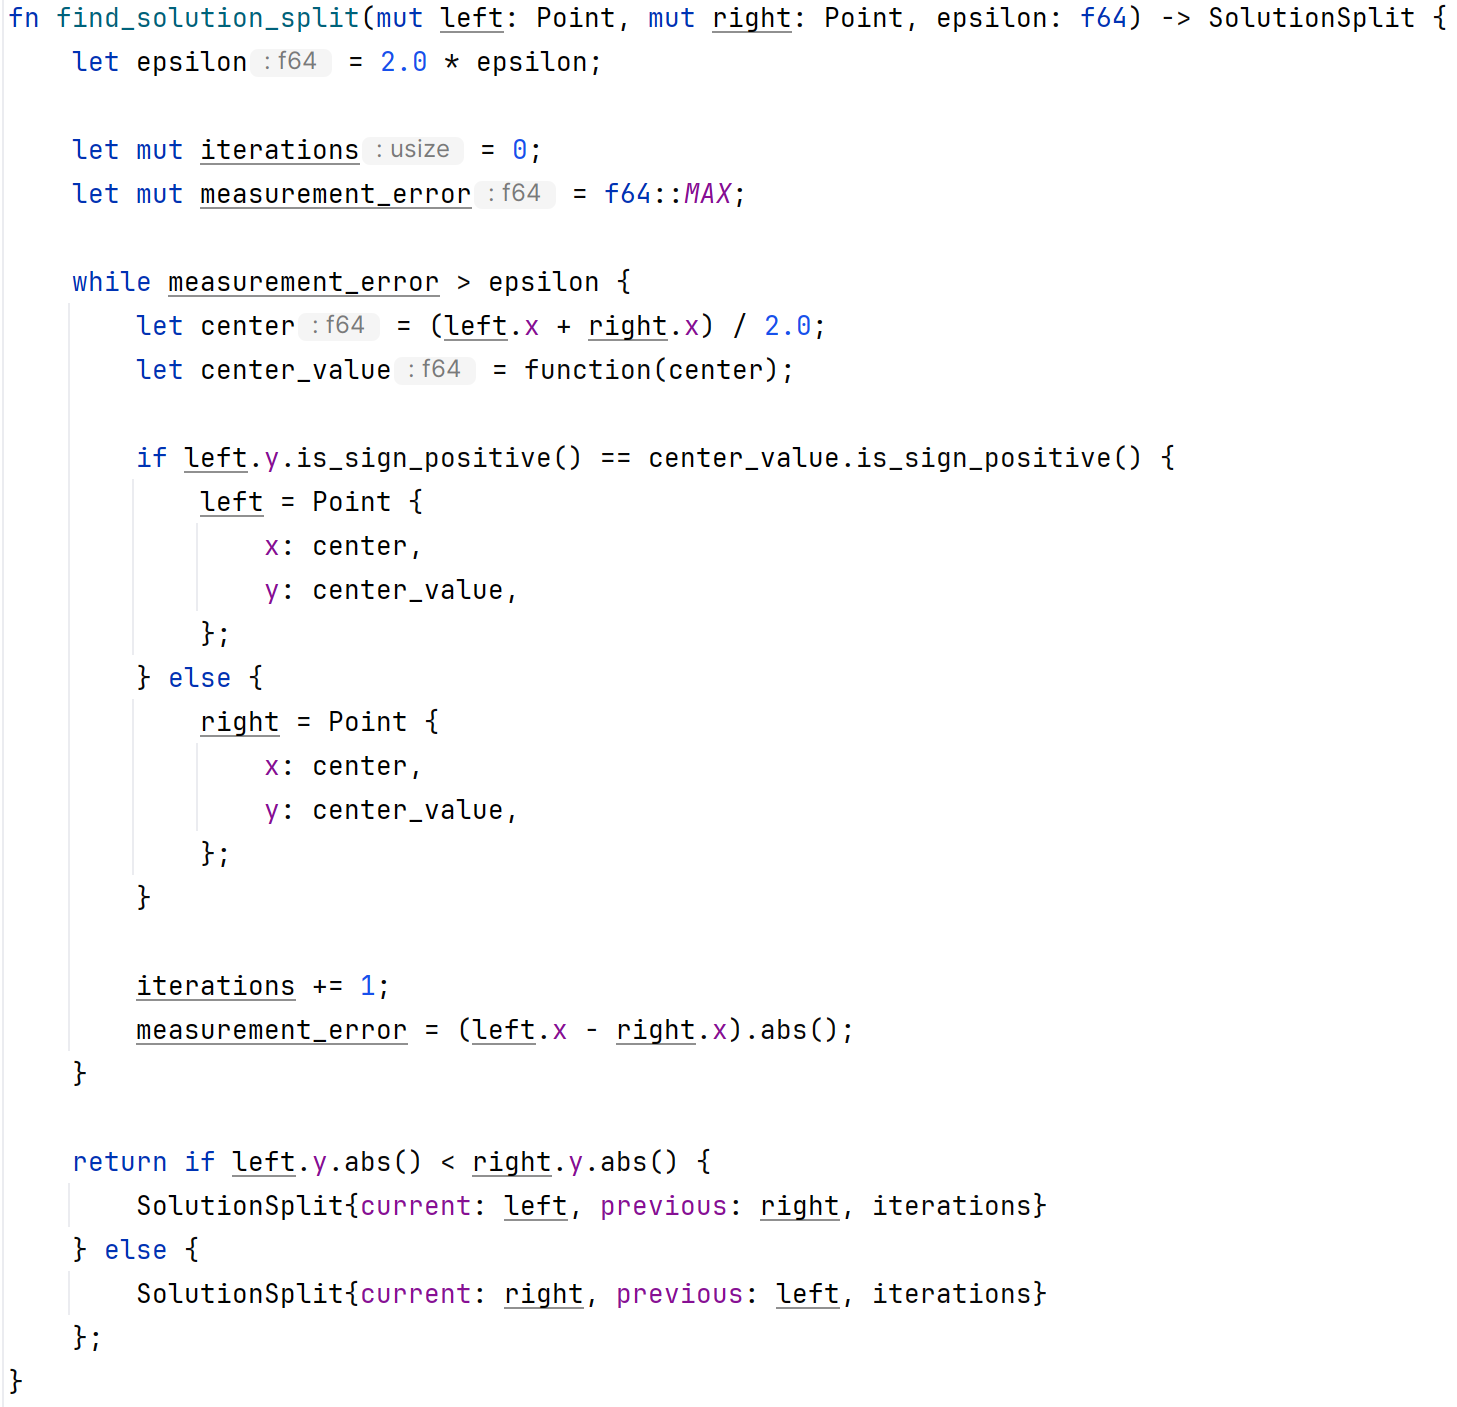 fn find_solution_split(mut left: Point, mut right: Point, epsilon: f64) -> SolutionSplit {
    let epsilon : f64 = 2.0 * epsilon;

    let mut iterations : usize = 0;
    let mut measurement_error : f64 = f64::MAX;

    while measurement_error > epsilon {
        let center : f64 = (left.x + right.x) / 2.0;
        let center_value : f64 = function(center);

        if left.y.is_sign_positive() == center_value.is_sign_positive() {
            left = Point {
                x: center,
                y: center_value,
            };
        } else {
            right = Point {
                x: center,
                y: center_value,
            };
        }

        iterations += 1;
        measurement_error = (left.x - right.x).abs();
    }

    return if left.y.abs() < right.y.abs() {
        SolutionSplit{current: left, previous: right, iterations}
    } else {
        SolutionSplit{current: right, previous: left, iterations}
    };
}